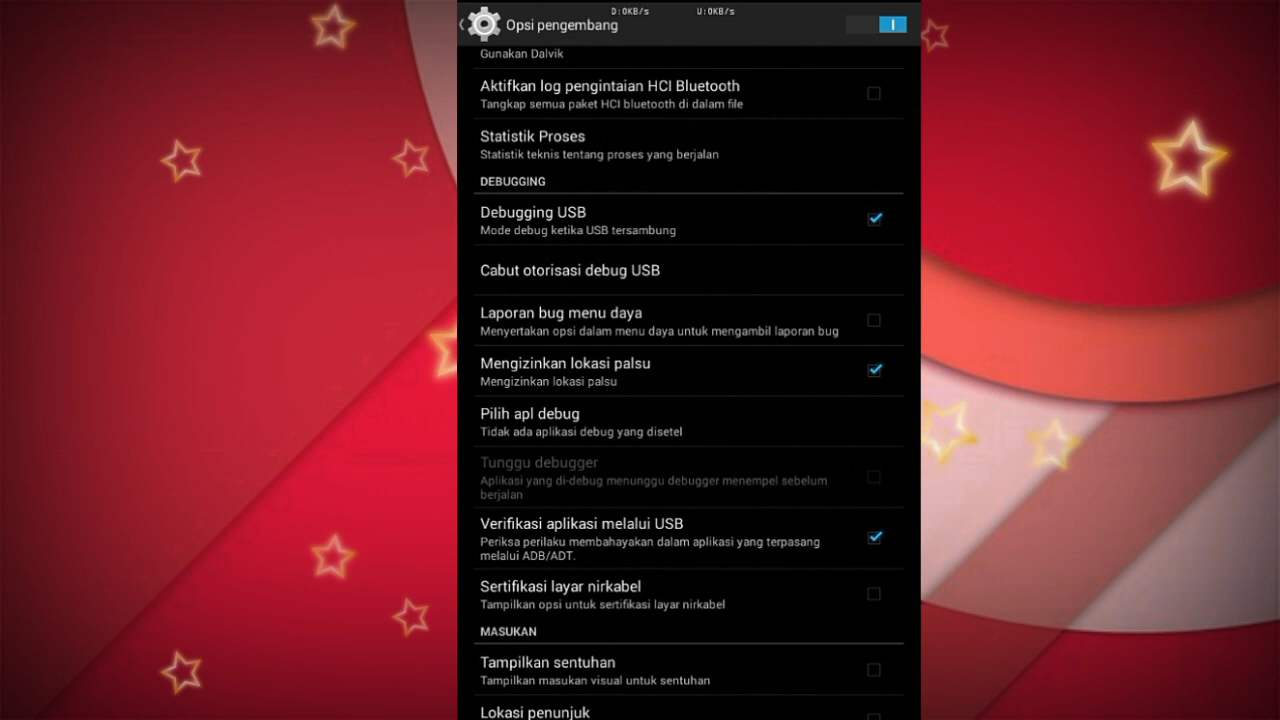 D:0KB/s U:0KB/s
Opsi pengembang
Gunakan Dalvik
Aktifkan log pengintaian HCI Bluetooth
Tangkap semua paket HCI bluetooth di dalam file
Statistik Proses
Statistik teknis tentang proses yang berjalan
DEBUGGING
Debugging USB
Mode debug ketika USB tersambung
Cabut otorisasi debug USB
Laporan bug menu daya
Menyertakan opsi dalam menu daya untuk mengambil laporan bug
Mengizinkan lokasi palsu
Mengizinkan lokasi palsu
Pilih apl debug
Tidak ada aplikasi debug yang disetel
Tunggu debugger
Aplikasi yang di-debug menunggu debugger menempel sebelum
berjalan
Verifikasi aplikasi melalui USB
Periksa perilaku membahayakan dalam aplikasi yang terpasang
melalui ADB/ADT.
Sertifikasi layar nirkabel
Tampilkan opsi untuk sertifikasi layar nirkabel
MASUKAN
Tampilkan sentuhan
Tampilkan masukan visual untuk sentuhan
Lokasi penunjuk